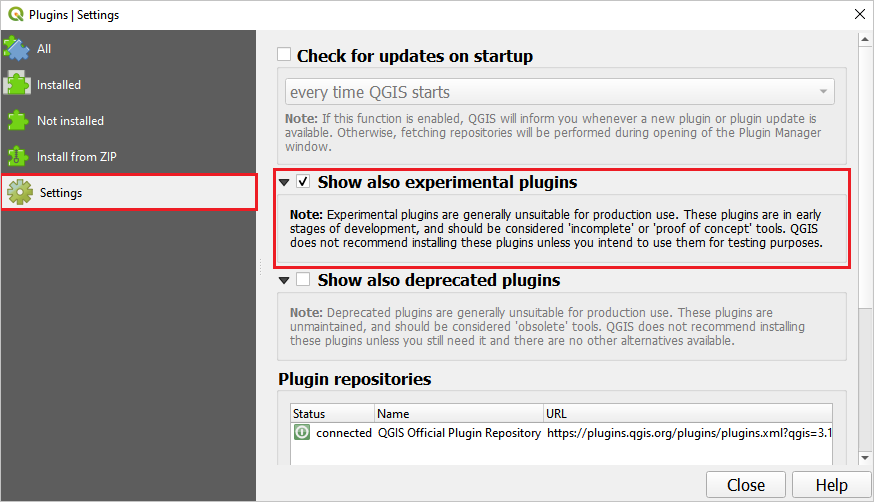 Plugins | Settings
All
Installed
Not installed
Install from ZIP
Settings
Check for updates on startup
every time QGIS starts
Note: If this function is enabled, QGIS will inform you whenever a new plugin or plugin update is
available. Otherwise, fetching repositories will be performed during opening of the Plugin Manager
window.
Show also experimental plugins
Note: Experimental plugins are generally unsuitable for production use. These plugins are in early
stages of development, and should be considered 'incomplete' or 'proof of concept' tools. QGIS
does not recommend installing these plugins unless you intend to use them for testing purposes.
Show also deprecated plugins
Note: Deprecated plugins are generally unsuitable for production use. These plugins are
unmaintained, and should be considered 'obsolete' tools. QGIS does not recommend installing
these plugins unless you still need it and there are no other alternatives available.
Plugin repositories
Status Name URL
connected QGIS Official Plugin Repository https://plugins.qgis.org/plugins/plugins.xml?qgis=3.1
Close Help